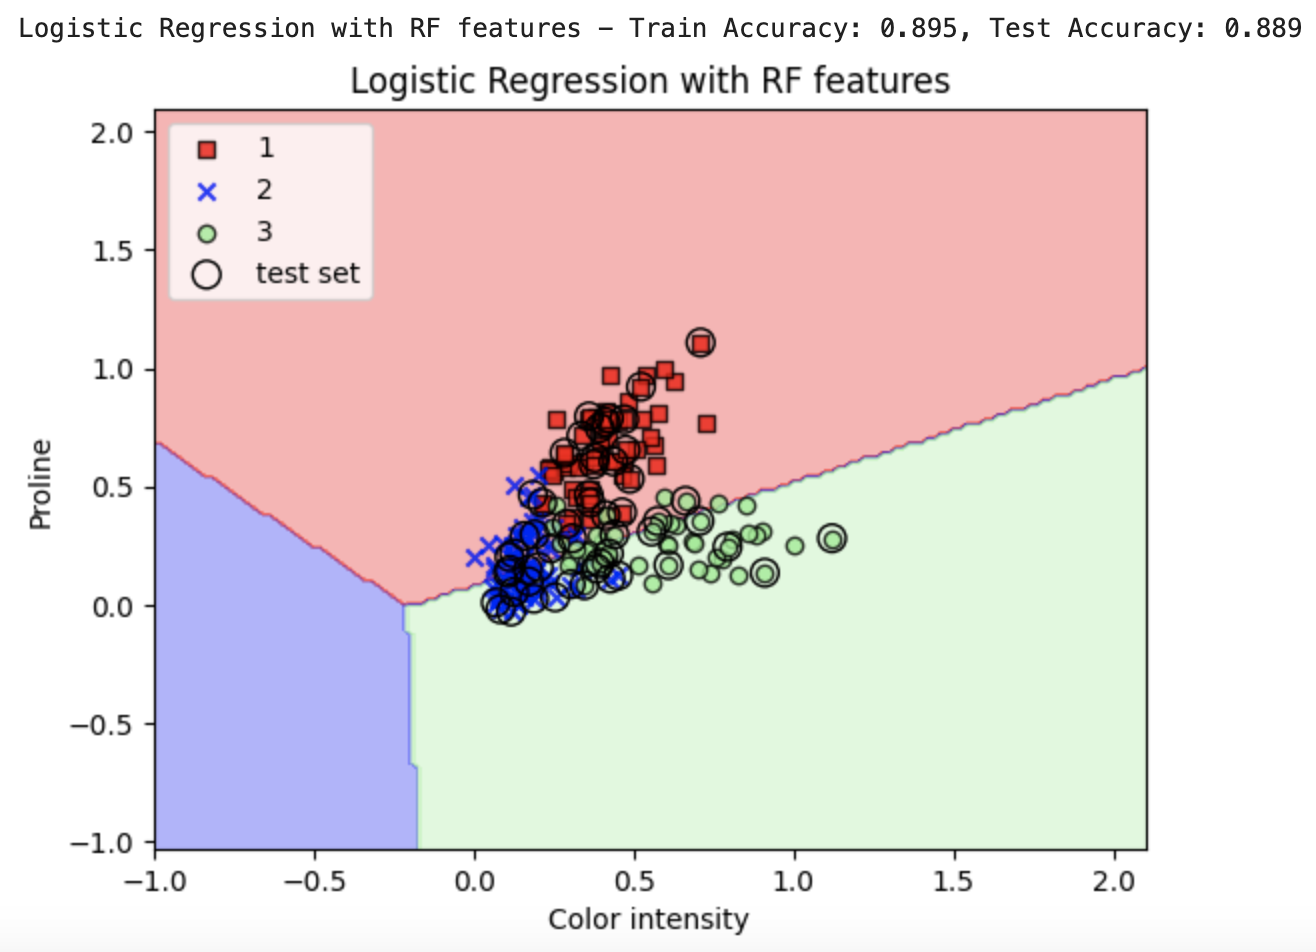 Logistic Regression with RF features – Train Accuracy: 0.895, Test Accuracy: 0.889
Logistic Regression with RF features
1
2
3
test set
2.0
1.5
1.0
0.5
0.0
−0.5
−1.0
Proline
−1.0 −0.5 0.0 0.5 1.0 1.5 2.0
Color intensity